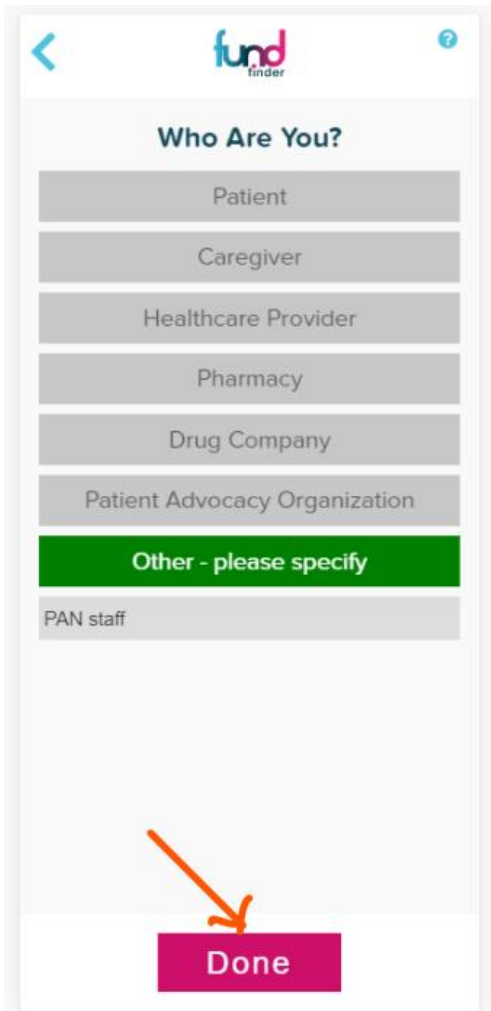 fund
finder
?
Who Are You?
Patient
Caregiver
Healthcare Provider
Pharmacy
Drug Company
Patient Advocacy Organization
Other - please specify
PAN staff
Done